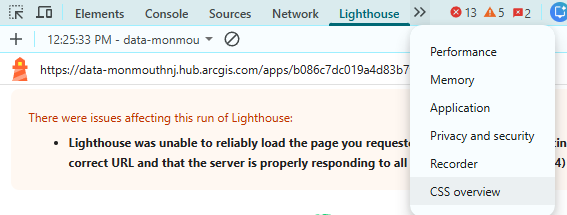 Elements Console Sources Network Lighthouse 13 5 2
12:25:33 PM - data-monmou
https://data-monmouthnj.hub.arcgis.com/apps/b086c7dc019a4d83b7
There were issues affecting this run of Lighthouse:
Lighthouse was unable to reliably load the page you requeste
correct URL and that the server is properly responding to all 4)
Performance
Memory
Application
Privacy and security
Recorder
CSS overview